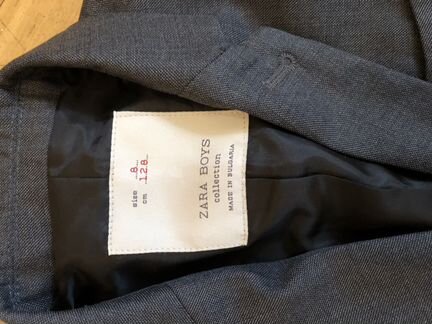 ZARA BOYS
collection
MADE IN BULGARIA
size 8
cm 128